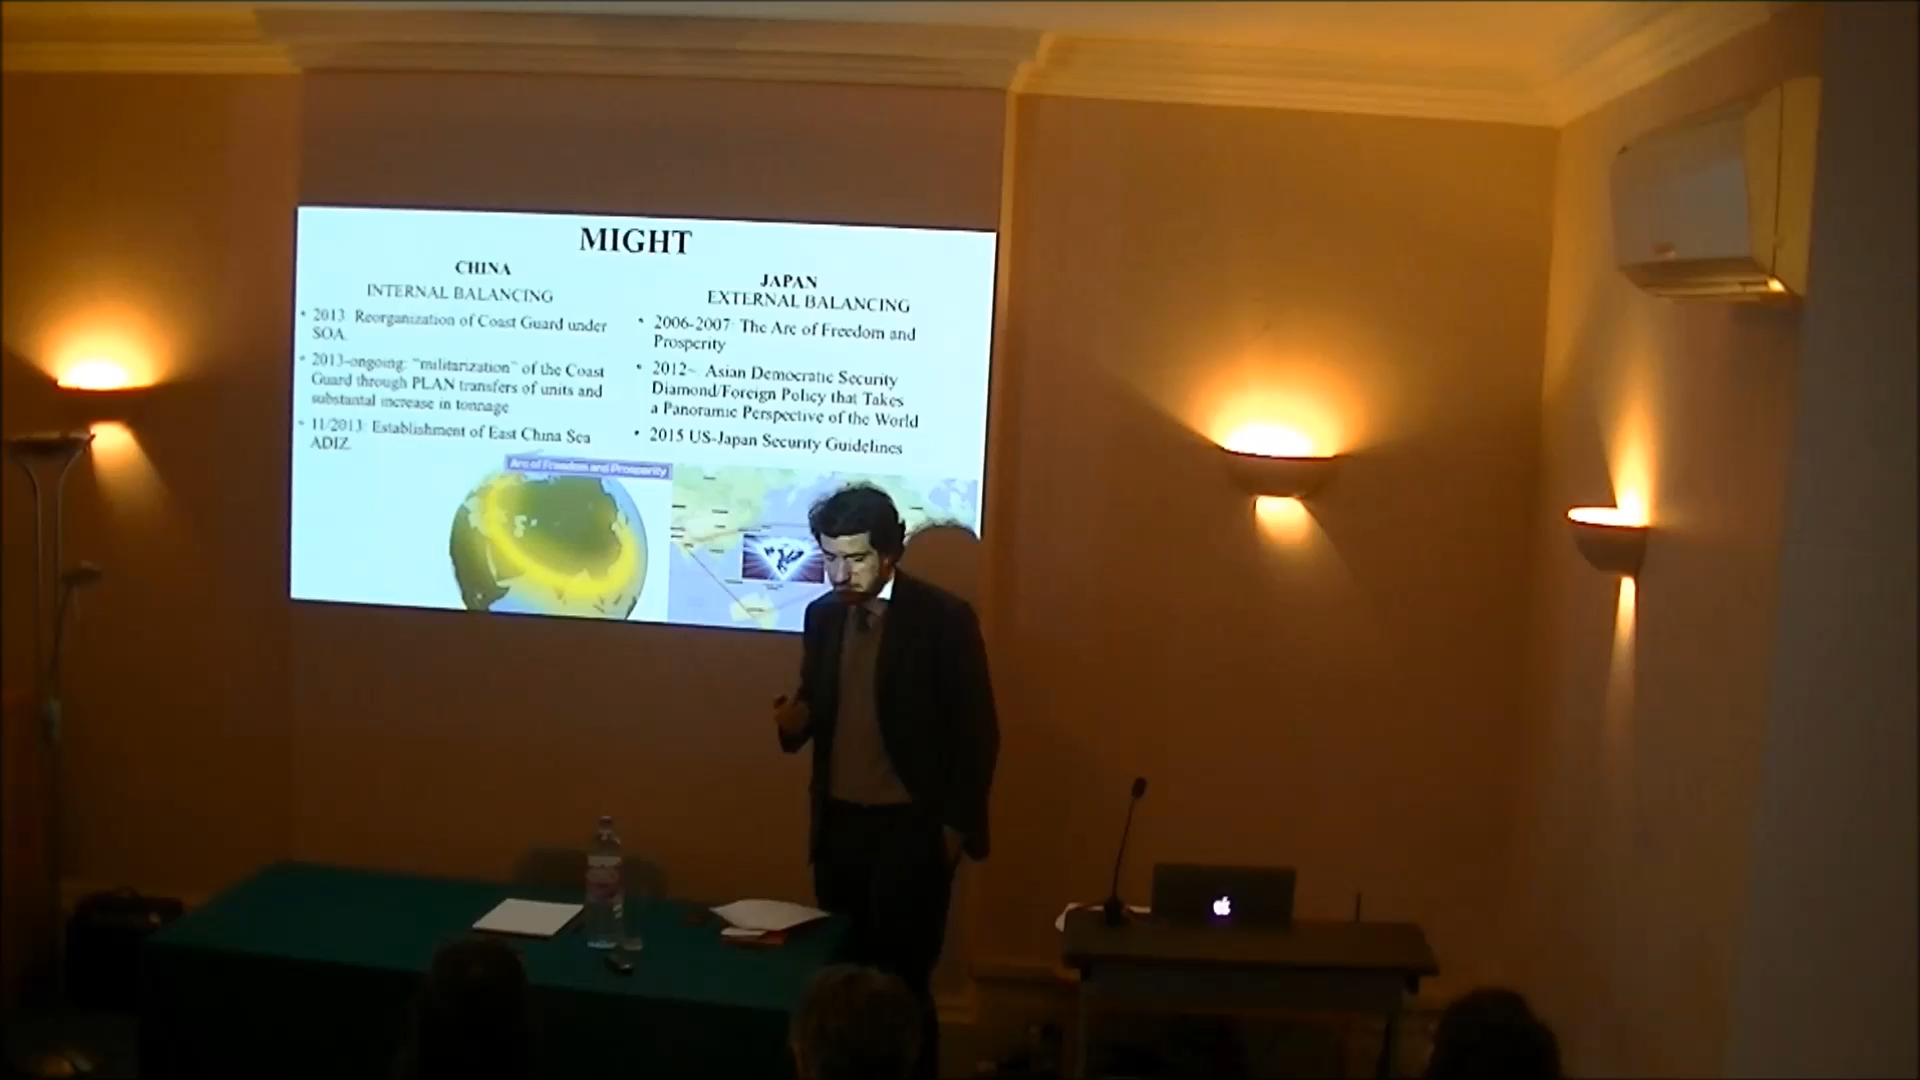 MIGHT
CHINA
INTERNAL BALANCING
• 2013: Reorganization of Coast Guard under
SOA.
• 2013-ongoing: "militarization" of the Coast
Guard through PLAN transfers of units and
substantial increase in tonnage
• 11/2013: Establishment of East China Sea
ADIZ.
JAPAN
EXTERNAL BALANCING
• 2006-2007: The Arc of Freedom and
Prosperity
• 2012~ Asian Democratic Security
Diamond/Foreign Policy that Takes
a Panoramic Perspective of the World
• 2015 US-Japan Security Guidelines
Arc of Freedom and Prosperity